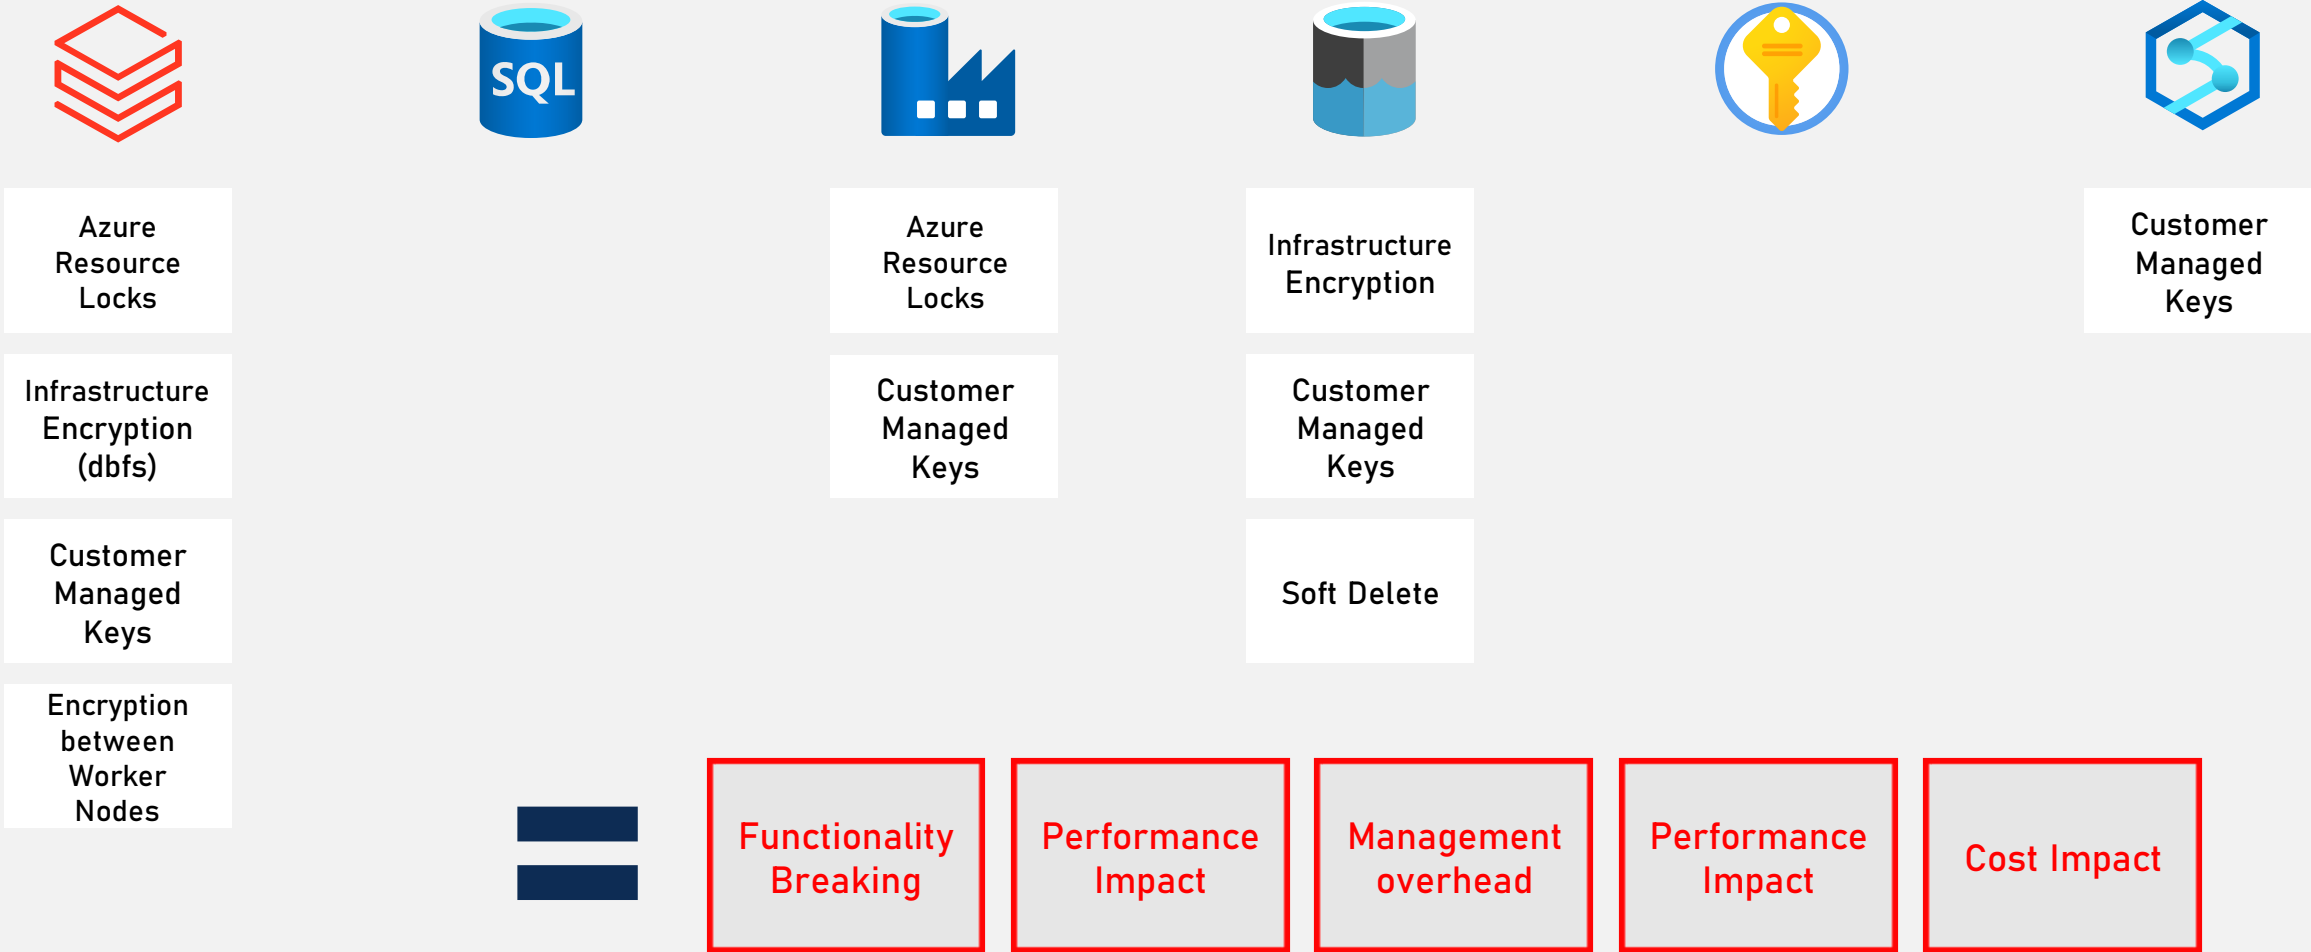 SQL
Azure
Resource
Locks
Infrastructure
Encryption
(dbfs)
Customer
Managed
Keys
Encryption
between
Worker
Nodes
Azure
Resource
Locks
Customer
Managed
Keys
Infrastructure
Encryption
Customer
Managed
Keys
Soft Delete
Customer
Managed
Keys
Functionality
Breaking
Performance
Impact
Management
overhead
Performance
Impact
Cost Impact